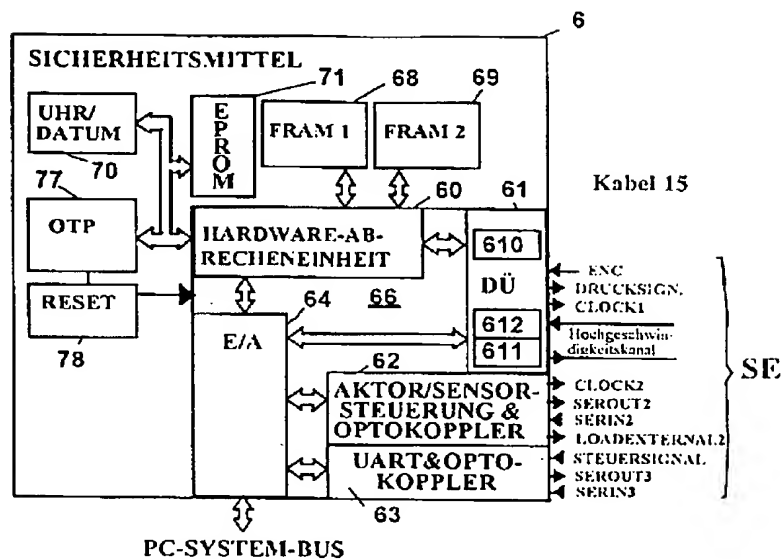 6
SICHERHEITSMITTEL
71
68
69
UHR/
DATUM
70
EPROM
FRAM 1
FRAM 2
77
60
61
Kabel 15
OTP
HARDWARE-AB-
RECHENEINHEIT
610
DÜ
ENC
DRUCKSIGN.
CLOCK1
RESET
78
64
66
E/A
612
611
Hochgeschwin-
digkeitskanal
SE
62
AKTOR/SENSOR-
STEUERUNG &
OPTOKOPPLER
CLOCK2
SEROUT2
SERIN2
LOADEXTERNAL2
UART&OPTO-
KOPPLER
63
STEUERSIGNAL
SEROUT3
SERIN3
PC-SYSTEM-BUS